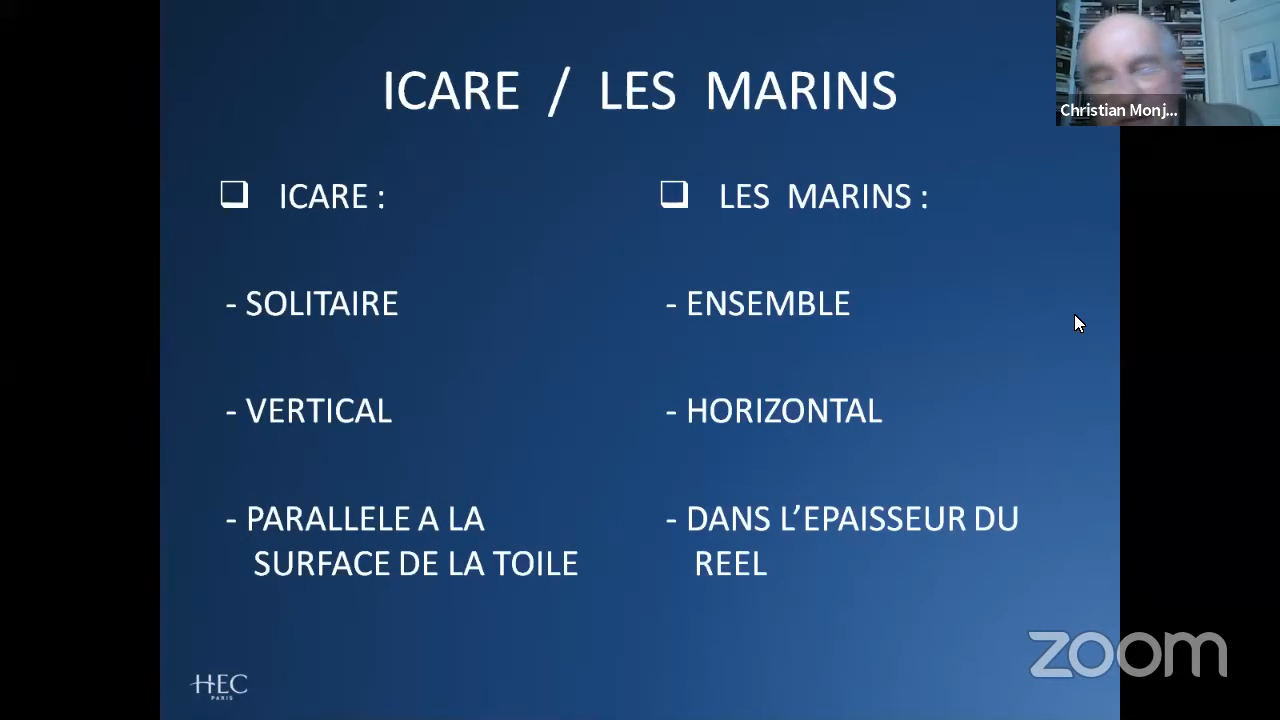 ICARE / LES MARINS
Christian Monj...
ICARE :
LES MARINS :
- SOLITAIRE
- ENSEMBLE
- VERTICAL
- HORIZONTAL
- PARALLELE A LA
SURFACE DE LA TOILE
- DANS L’EPAISSEUR DU
REEL
zoom
HEC
PARIS